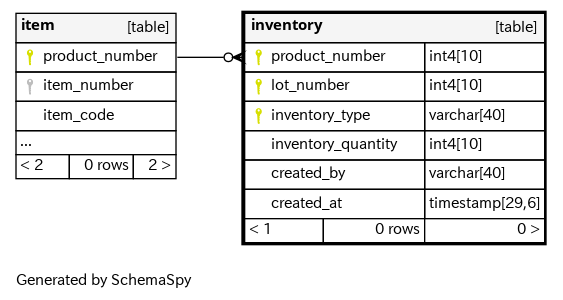 item [table]
product_number
item_number
item_code
...
< 2 0 rows 2 >
inventory [table]
product_number int4[10]
lot_number int4[10]
inventory_type varchar[40]
inventory_quantity int4[10]
created_by varchar[40]
created_at timestamp[29,6]
< 1 0 rows 0 >
Generated by SchemaSpy